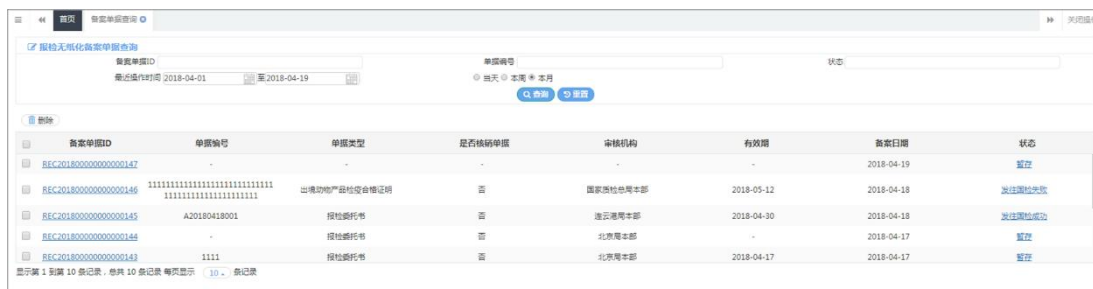 首页 备案单据查询
关闭操
报检无纸化备案单据查询
备案单据ID 单据编号 状态
最近操作时间 2018-04-01 至 2018-04-19 当天 本周 本月
查询 重置
删除
备案单据ID 单据编号 单据类型 是否核销单据 审核机构 有效期 备案日期 状态
REC201800000000000147 - - - - - 2018-04-19 暂存
REC201800000000000146 出境动物产品检疫合格证明 否 国家质检总局本部 2018-05-12 2018-04-18 发往国检失败
REC201800000000000145 A20180418001 报检委托书 否 连云港局本部 2018-04-30 2018-04-18 发往国检成功
REC201800000000000144 - 报检委托书 否 北京局本部 - 2018-04-17 暂存
REC201800000000000143 1111 报检委托书 否 北京局本部 2018-04-17 2018-04-17 暂存
显示第 1 到第 10 条记录，总共 10 条记录 每页显示 10 条记录